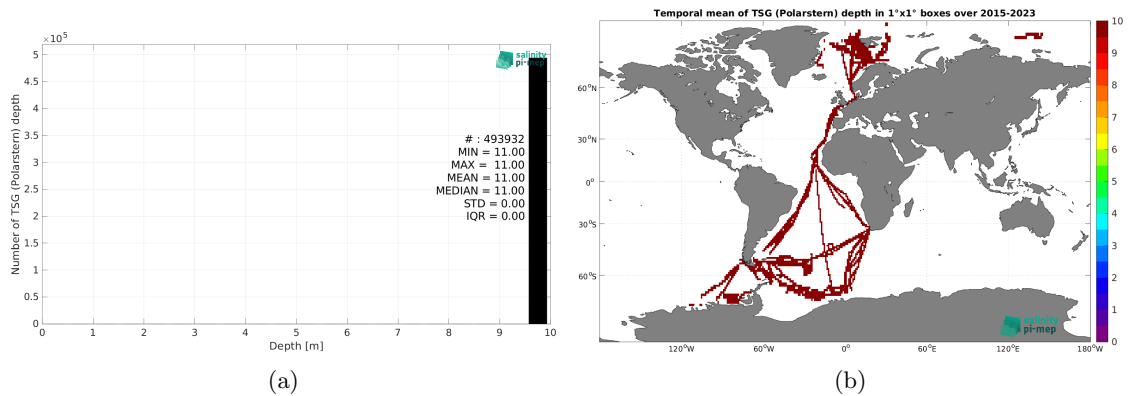 ×10⁵
5
4.5
4
3.5
3
2.5
2
1.5
1
0.5
0
Number of TSG (Polarstern) depth
salinity
pi-mep
# : 493932
MIN = 11.00
MAX = 11.00
MEAN = 11.00
MEDIAN = 11.00
STD = 0.00
IQR = 0.00
0 1 2 3 4 5 6 7 8 9 10
Depth [m]
(a)
Temporal mean of TSG (Polarstern) depth in 1°x1° boxes over 2015-2023
60°N
30°N
0°
30°S
60°S
120°W 60°W 0° 60°E 120°E 180°W
salinity
pi-mep
10
9
8
7
6
5
4
3
2
1
0
(b)